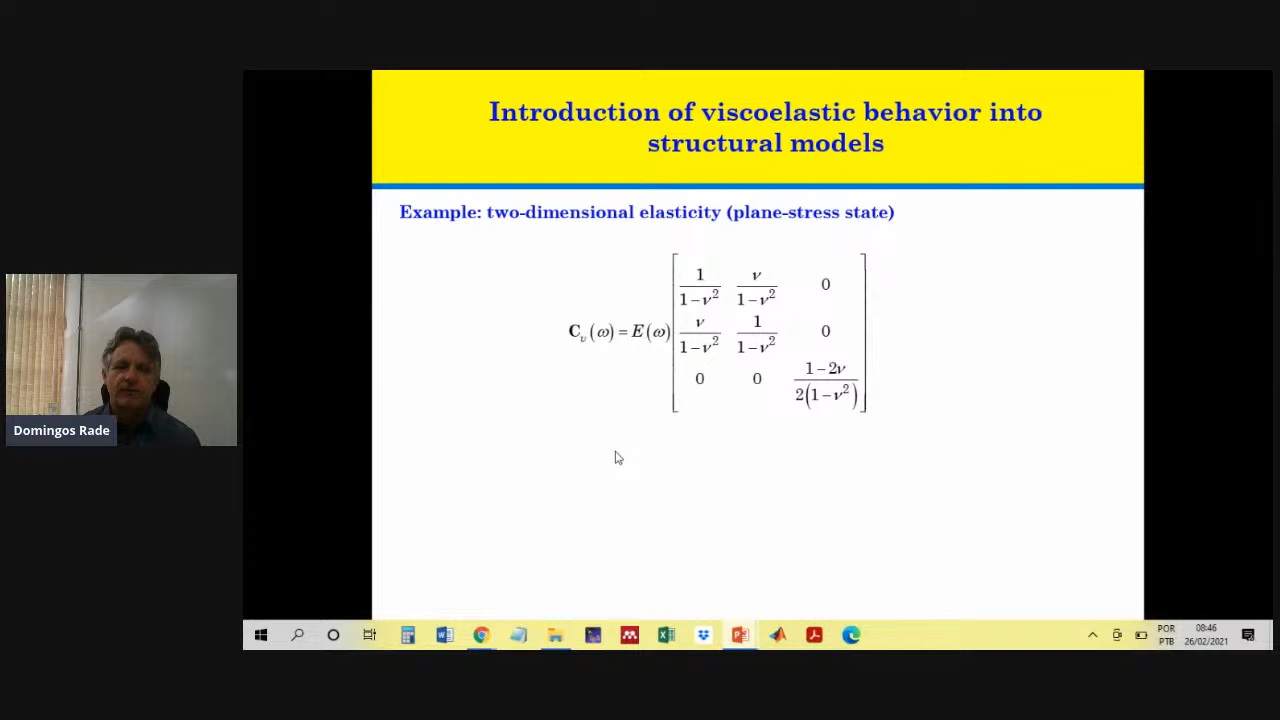 Introduction of viscoelastic behavior into
structural models
Example: two-dimensional elasticity (plane-stress state)
C_v(ω) = E(ω) [ 1/(1−ν²) ν/(1−ν²) 0
ν/(1−ν²) 1/(1−ν²) 0
0 0 (1−2ν)/(2(1−ν²)) ]
Domingos Rade
POR
PTB
08:46
26/02/2021